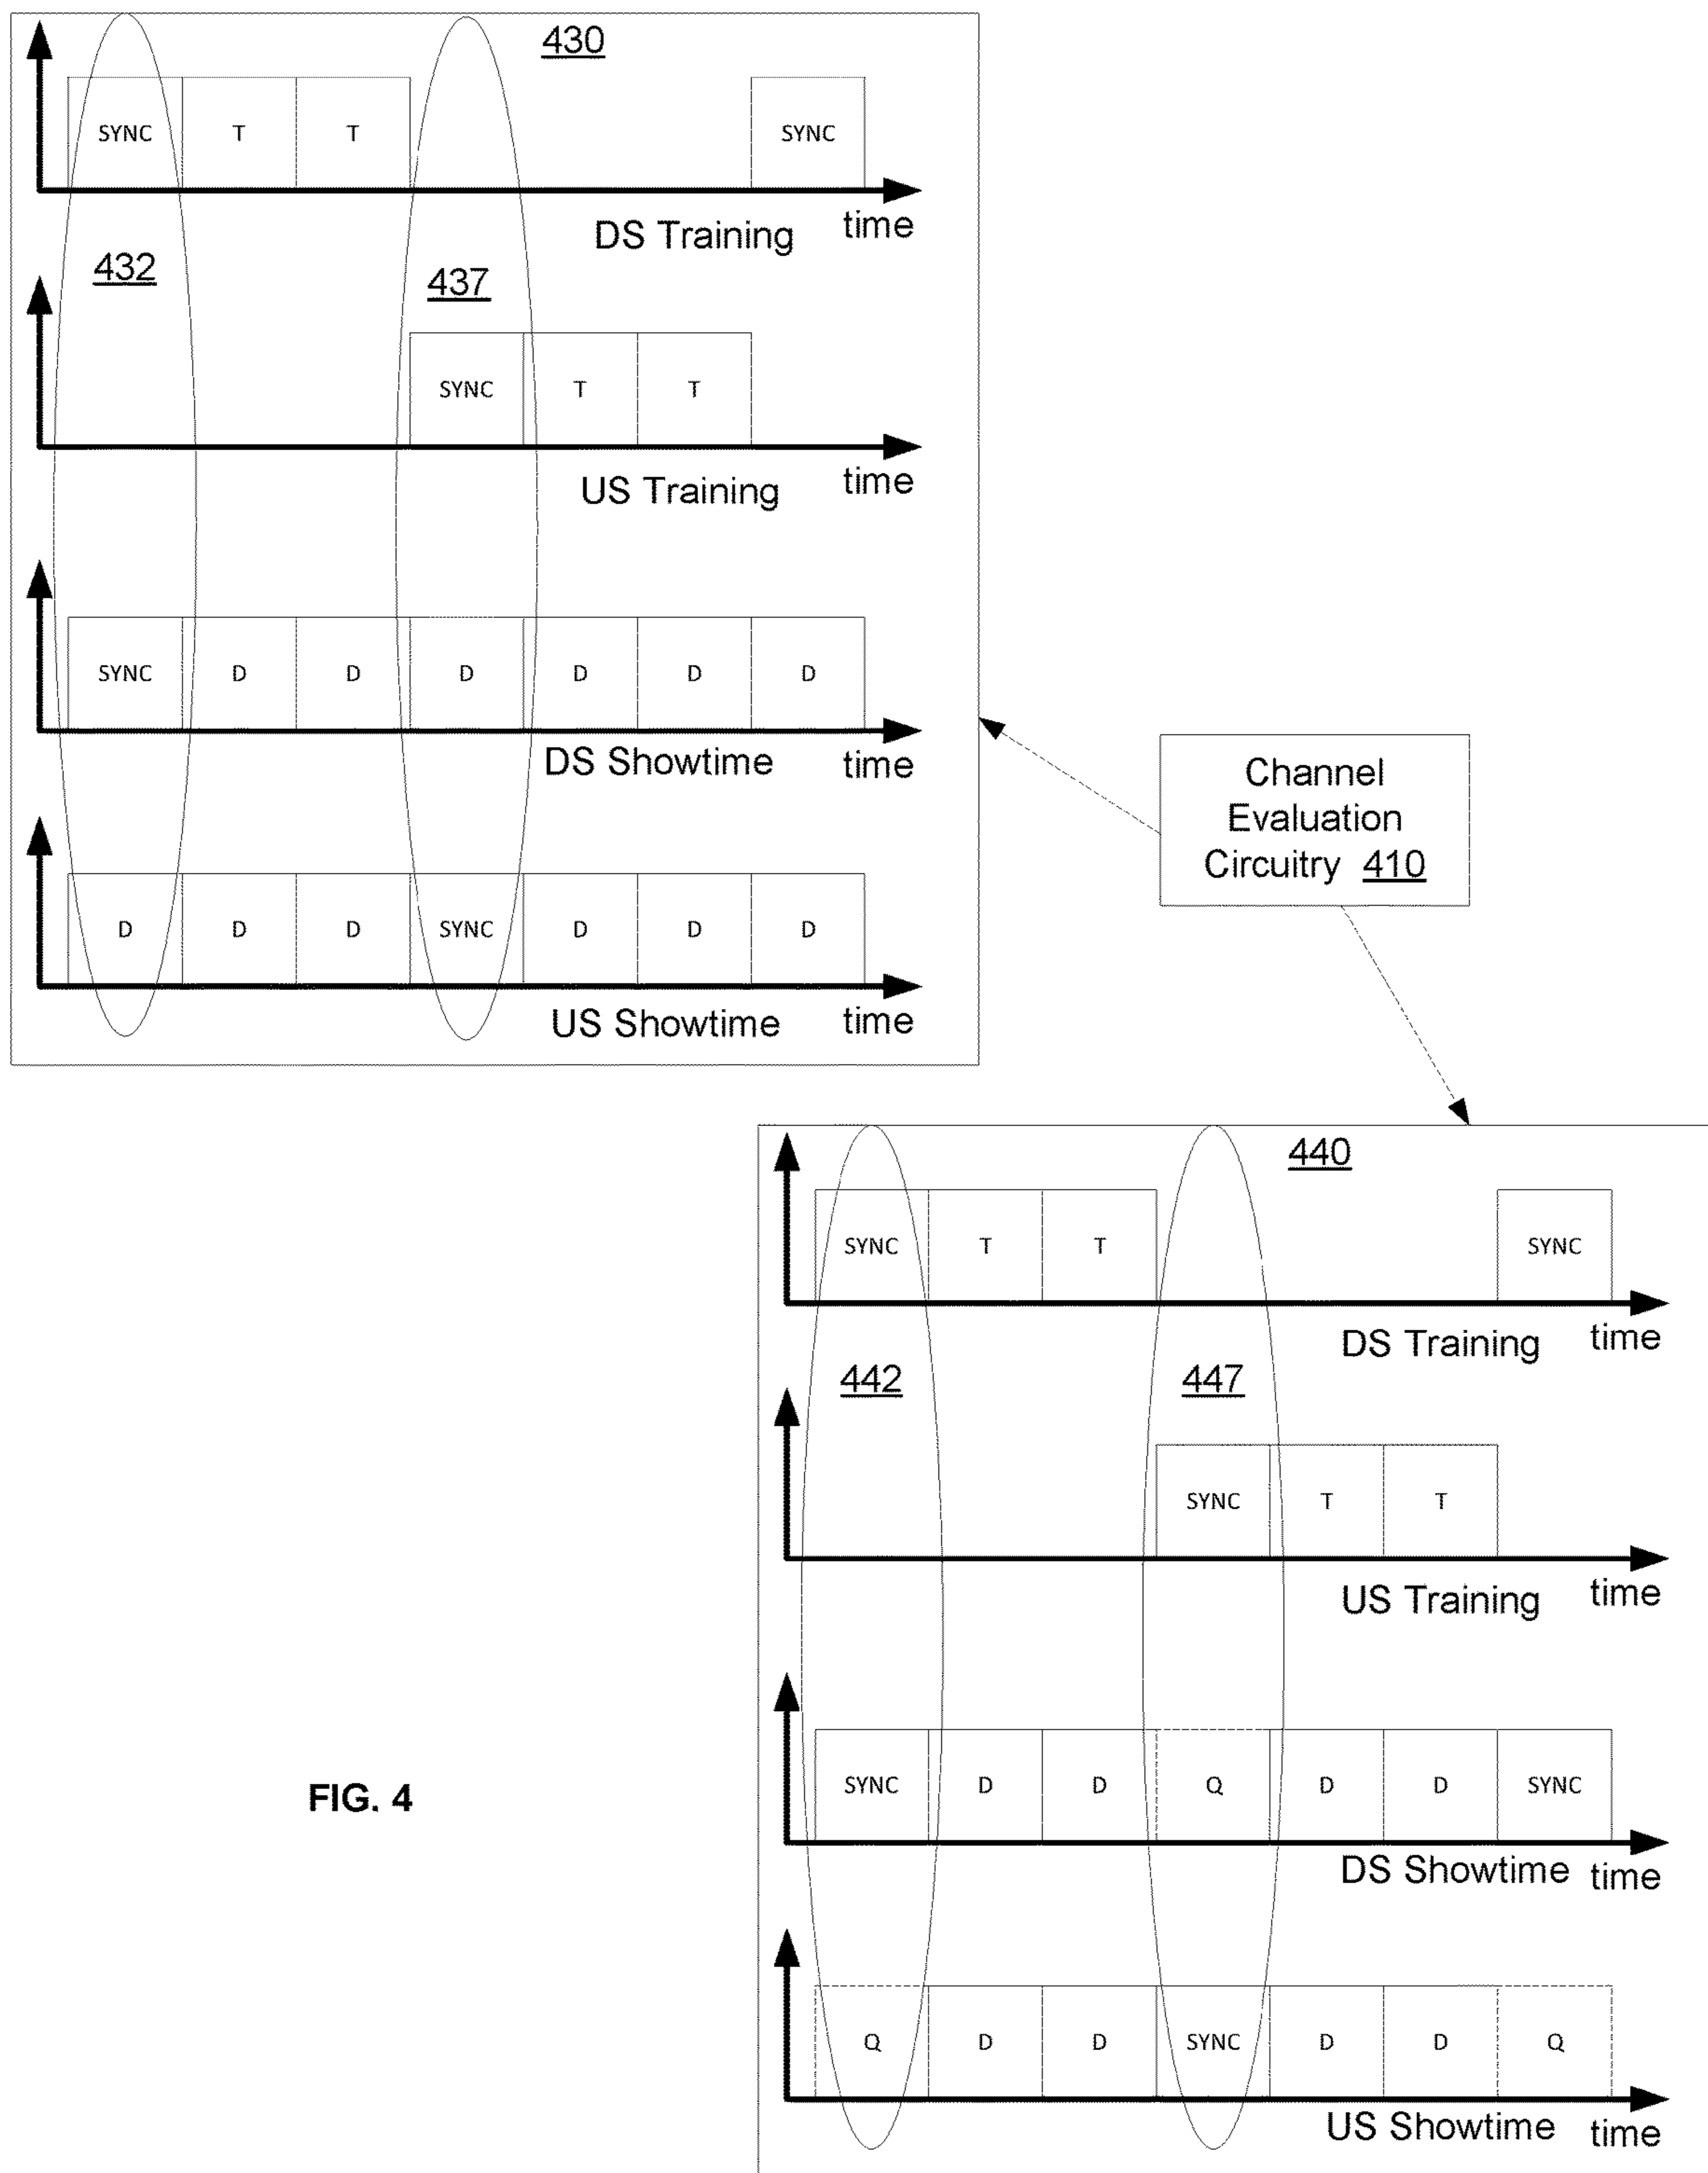 430
SYNC T T SYNC
time
DS Training
432
437
SYNC T T
time
US Training
SYNC D D D D D D
DS Showtime time
Channel
Evaluation
Circuitry 410
D D D SYNC D D D
US Showtime time
440
SYNC T T SYNC
DS Training time
442 447
SYNC T T
US Training time
SYNC D D Q D D SYNC
FIG. 4
DS Showtime time
Q D D SYNC D D Q
US Showtime time